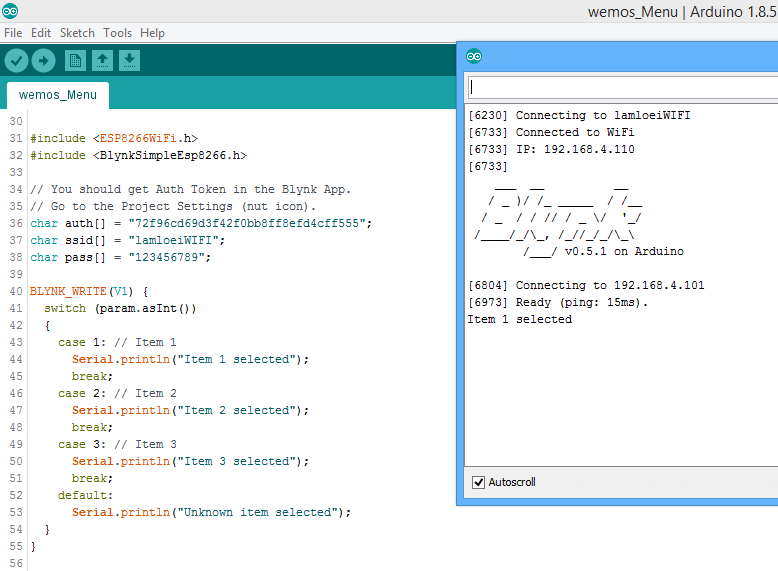 wemos_Menu | Arduino 1.8.5
File Edit Sketch Tools Help
wemos_Menu
30
31 #include <ESP8266WiFi.h>
32 #include <BlynkSimpleEsp8266.h>
33
34 // You should get Auth Token in the Blynk App.
35 // Go to the Project Settings (nut icon).
36 char auth[] = "72f96cd69d3f42f0bb8ff8efd4cff555";
37 char ssid[] = "lamloeiWIFI";
38 char pass[] = "123456789";
39
40 BLYNK_WRITE(V1) {
41 switch (param.asInt())
42 {
43 case 1: // Item 1
44 Serial.println("Item 1 selected");
45 break;
46 case 2: // Item 2
47 Serial.println("Item 2 selected");
48 break;
49 case 3: // Item 3
50 Serial.println("Item 3 selected");
51 break;
52 default:
53 Serial.println("Unknown item selected");
54 }
55 }
56
[6230] Connecting to lamloeiWIFI
[6733] Connected to WiFi
[6733] IP: 192.168.4.110
[6733]
    ___  __          __
   / _ )/ /_ _____  / /__
  / _  / / // / _ \/  '_/
 /____/_/\_, /_//_/_/\_\
        /___/ v0.5.1 on Arduino
[6804] Connecting to 192.168.4.101
[6973] Ready (ping: 15ms).
Item 1 selected
Autoscroll